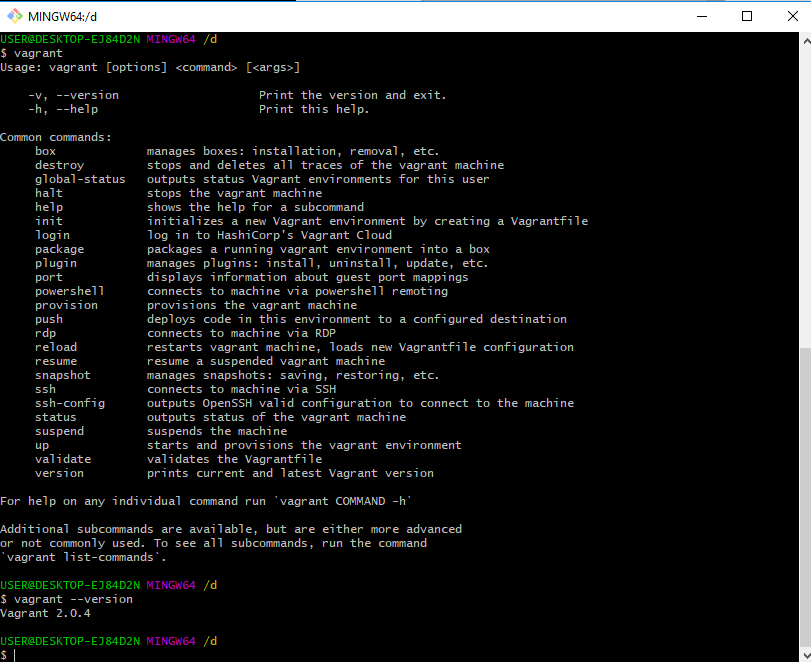 MINGW64:/d
USER@DESKTOP-EJ84D2N MINGW64 /d
$ vagrant
Usage: vagrant [options] <command> [<args>]
-v, --version Print the version and exit.
-h, --help Print this help.
Common commands:
box manages boxes: installation, removal, etc.
destroy stops and deletes all traces of the vagrant machine
global-status outputs status Vagrant environments for this user
halt stops the vagrant machine
help shows the help for a subcommand
init initializes a new Vagrant environment by creating a Vagrantfile
login log in to HashiCorp's Vagrant Cloud
package packages a running vagrant environment into a box
plugin manages plugins: install, uninstall, update, etc.
port displays information about guest port mappings
powershell connects to machine via powershell remoting
provision provisions the vagrant machine
push deploys code in this environment to a configured destination
rdp connects to machine via RDP
reload restarts vagrant machine, loads new Vagrantfile configuration
resume resume a suspended vagrant machine
snapshot manages snapshots: saving, restoring, etc.
ssh connects to machine via SSH
ssh-config outputs OpenSSH valid configuration to connect to the machine
status outputs status of the vagrant machine
suspend suspends the machine
up starts and provisions the vagrant environment
validate validates the Vagrantfile
version prints current and latest Vagrant version
For help on any individual command run `vagrant COMMAND -h`
Additional subcommands are available, but are either more advanced
or not commonly used. To see all subcommands, run the command
`vagrant list-commands`.
USER@DESKTOP-EJ84D2N MINGW64 /d
$ vagrant --version
Vagrant 2.0.4
USER@DESKTOP-EJ84D2N MINGW64 /d
$